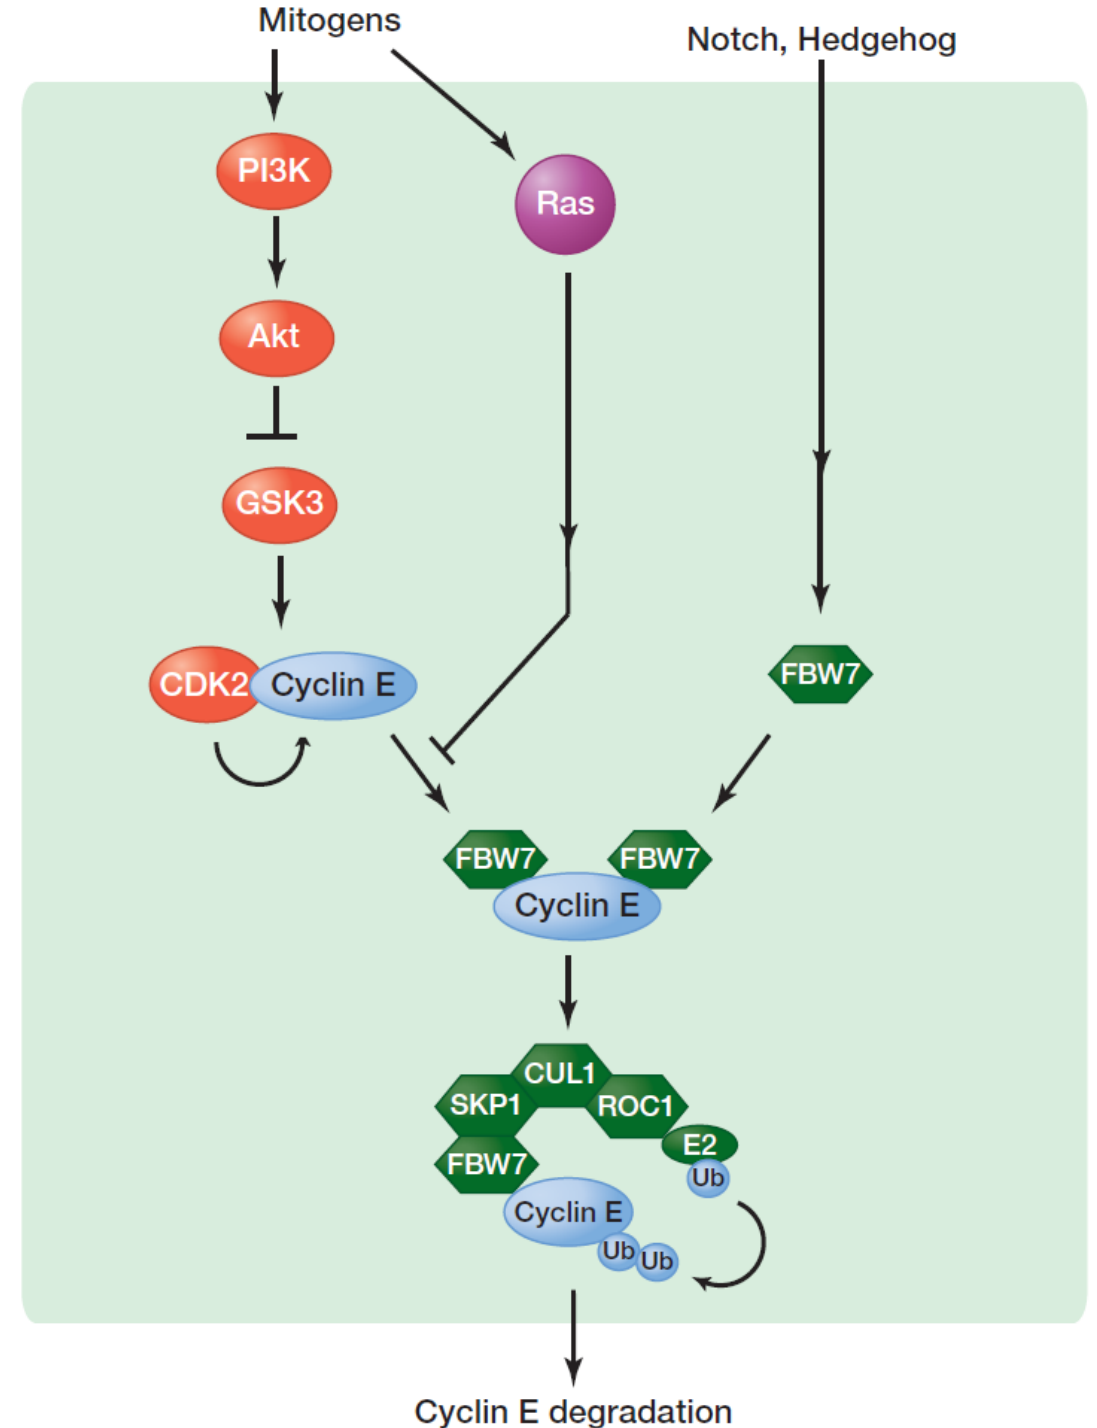 Mitogens
Notch, Hedgehog
PI3K
Ras
Akt
GSK3
CDK2
Cyclin E
FBW7
FBW7
FBW7
Cyclin E
CUL1
SKP1
ROC1
E2
FBW7
Ub
Cyclin E
Ub
Ub
Cyclin E degradation